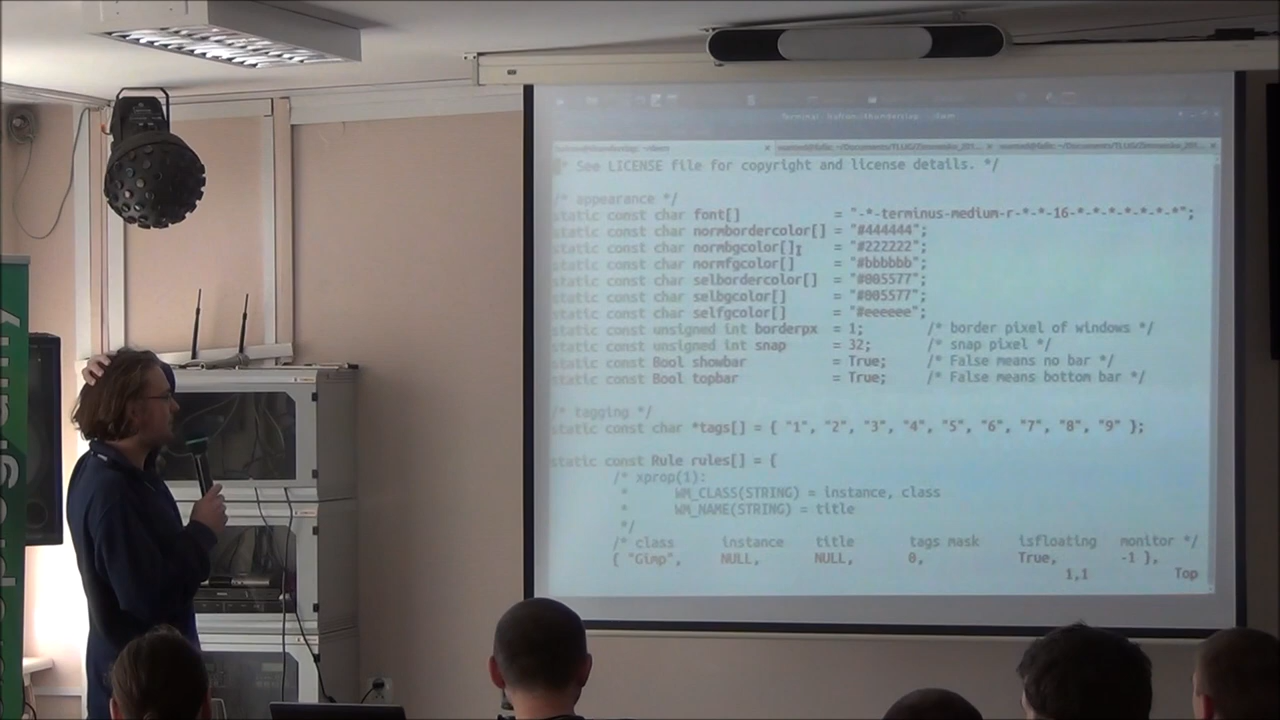 * See LICENSE file for copyright and license details. */
/* appearance */
static const char font[] = "-*-terminus-medium-r-*-*-16-*-*-*-*-*-*-*";
static const char normbordercolor[] = "#444444";
static const char normbgcolor[] = "#222222";
static const char normfgcolor[] = "#bbbbbb";
static const char selbordercolor[] = "#005577";
static const char selbgcolor[] = "#005577";
static const char selfgcolor[] = "#eeeeee";
static const unsigned int borderpx = 1; /* border pixel of windows */
static const unsigned int snap = 32; /* snap pixel */
static const Bool showbar = True; /* False means no bar */
static const Bool topbar = True; /* False means bottom bar */
/* tagging */
static const char *tags[] = { "1", "2", "3", "4", "5", "6", "7", "8", "9" };
static const Rule rules[] = {
/* xprop(1):
* WM_CLASS(STRING) = instance, class
* WM_NAME(STRING) = title
*/
/* class instance title tags mask isfloating monitor */
{ "Gimp", NULL, NULL, 0, True, -1 },
1,1 Top